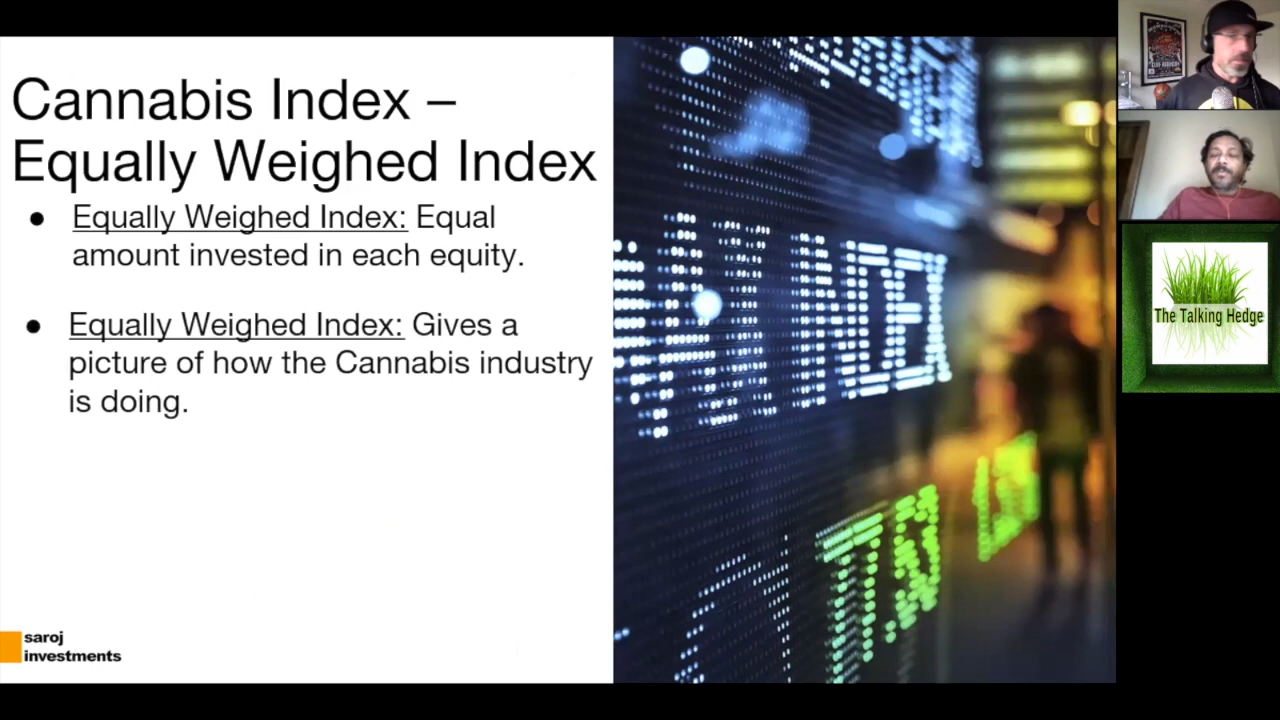 Cannabis Index –
Equally Weighed Index
● Equally Weighed Index: Equal
amount invested in each equity.
● Equally Weighed Index: Gives a
picture of how the Cannabis industry
is doing.
saroj
investments
INDEX
The Talking Hedge